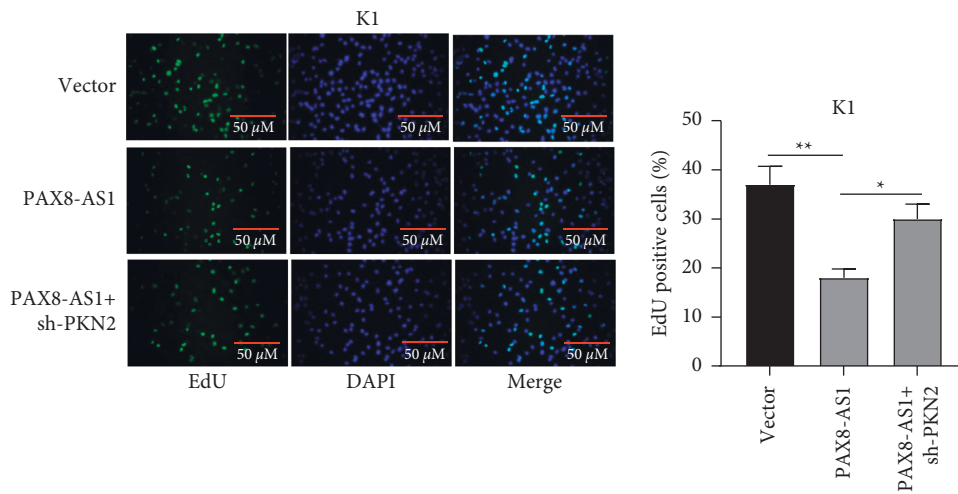 K1
Vector
50 µM
50 µM
50 µM
PAX8-AS1
50 µM
50 µM
50 µM
PAX8-AS1+
sh-PKN2
50 µM
50 µM
50 µM
EdU
DAPI
Merge
K1
EdU positive cells (%)
50
40
30
20
10
0
**
*
Vector
PAX8-AS1
PAX8-AS1+
sh-PKN2